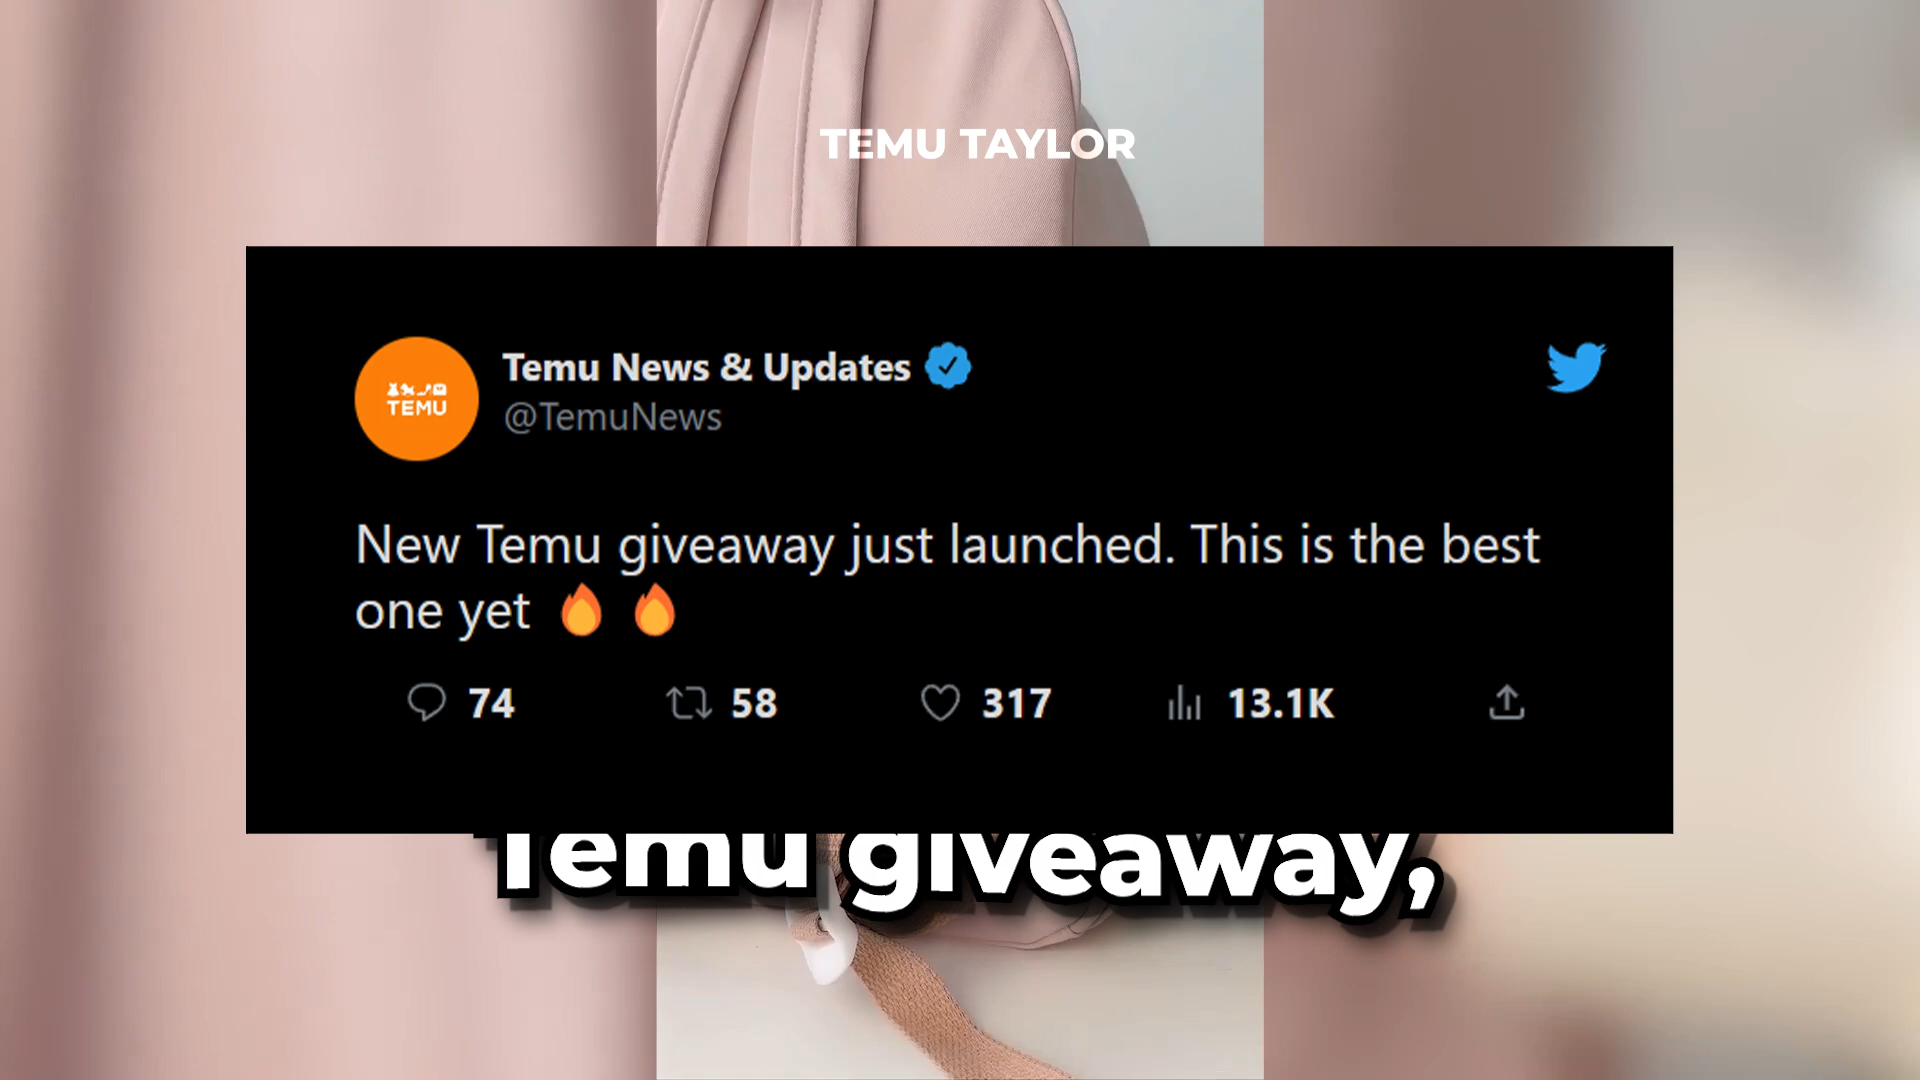 TEMU TAYLOR
Temu News & Updates
@TemuNews
TEMU
New Temu giveaway just launched. This is the best
one yet 🔥 🔥
74 58 317 13.1K
Temu giveaway,